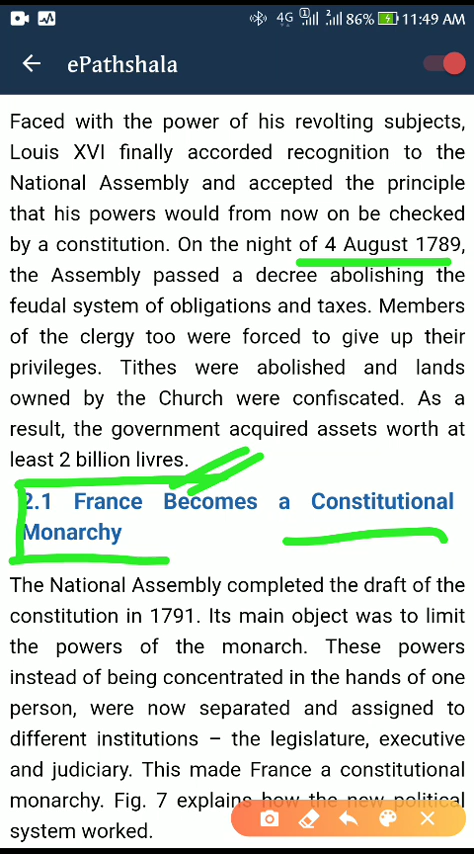 4G 1 2 86% 11:49 AM
ePathshala
Faced with the power of his revolting subjects,
Louis XVI finally accorded recognition to the
National Assembly and accepted the principle
that his powers would from now on be checked
by a constitution. On the night of 4 August 1789,
the Assembly passed a decree abolishing the
feudal system of obligations and taxes. Members
of the clergy too were forced to give up their
privileges. Tithes were abolished and lands
owned by the Church were confiscated. As a
result, the government acquired assets worth at
least 2 billion livres.
2.1 France Becomes a Constitutional
Monarchy
The National Assembly completed the draft of the
constitution in 1791. Its main object was to limit
the powers of the monarch. These powers
instead of being concentrated in the hands of one
person, were now separated and assigned to
different institutions – the legislature, executive
and judiciary. This made France a constitutional
monarchy. Fig. 7 explains how the new political
system worked.